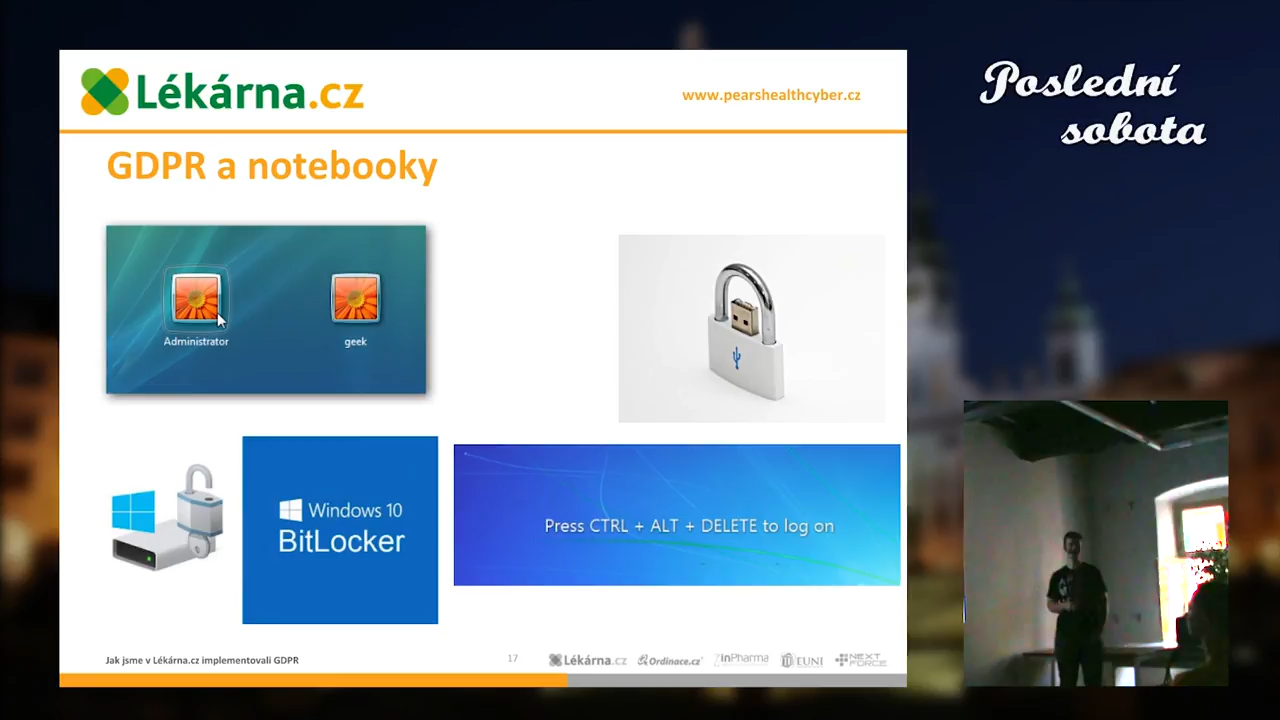 Lékárna.cz
www.pearshealthcyber.cz
Poslední
sobota
GDPR a notebooky
Administrator
geek
Windows 10
BitLocker
Press CTRL + ALT + DELETE to log on
Jak jsme v Lékárna.cz implementovali GDPR
17
Lékárna.cz
Ordinace.cz
inPharma
EUNI
NEXT
FORCE